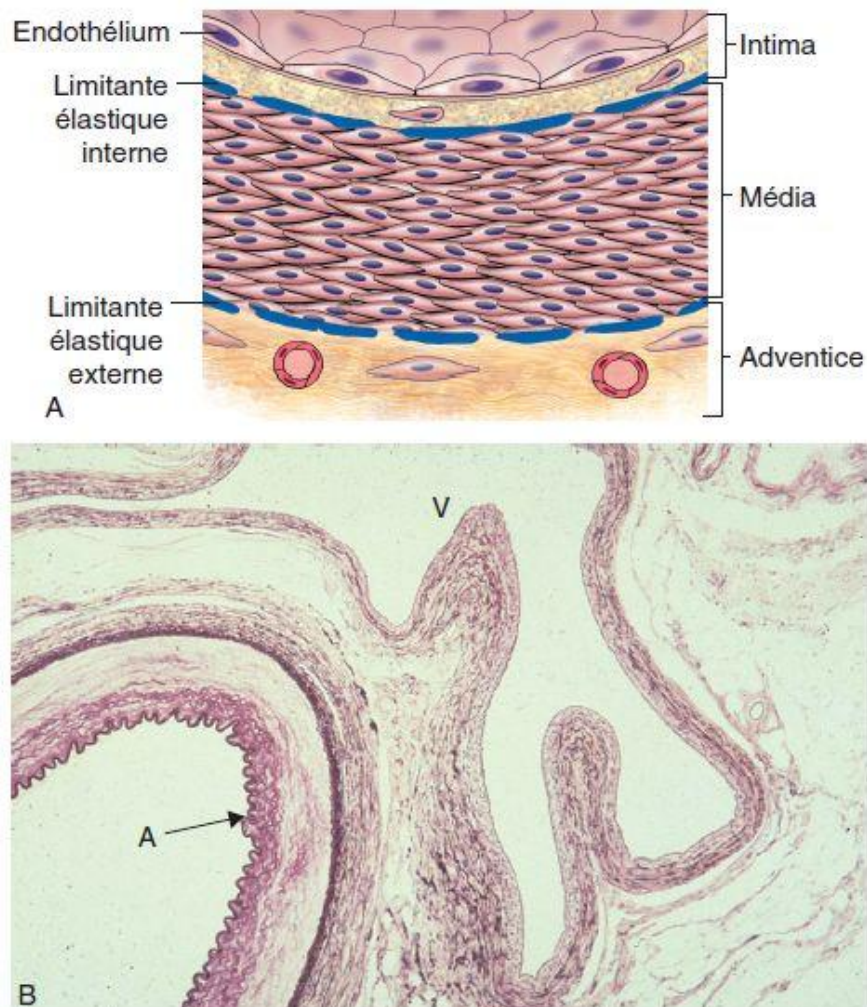 Endothélium
Intima
Limitante
élastique
interne
Média
Limitante
élastique
externe
Adventice
A
V
A
B